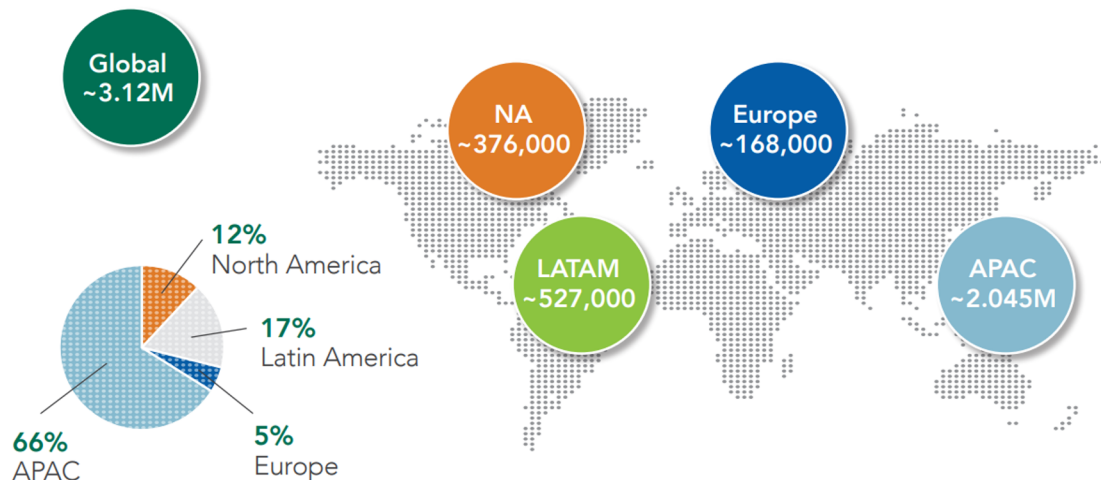 Global
~3.12M
NA
~376,000
Europe
~168,000
LATAM
~527,000
APAC
~2.045M
12%
North America
17%
Latin America
5%
Europe
66%
APAC